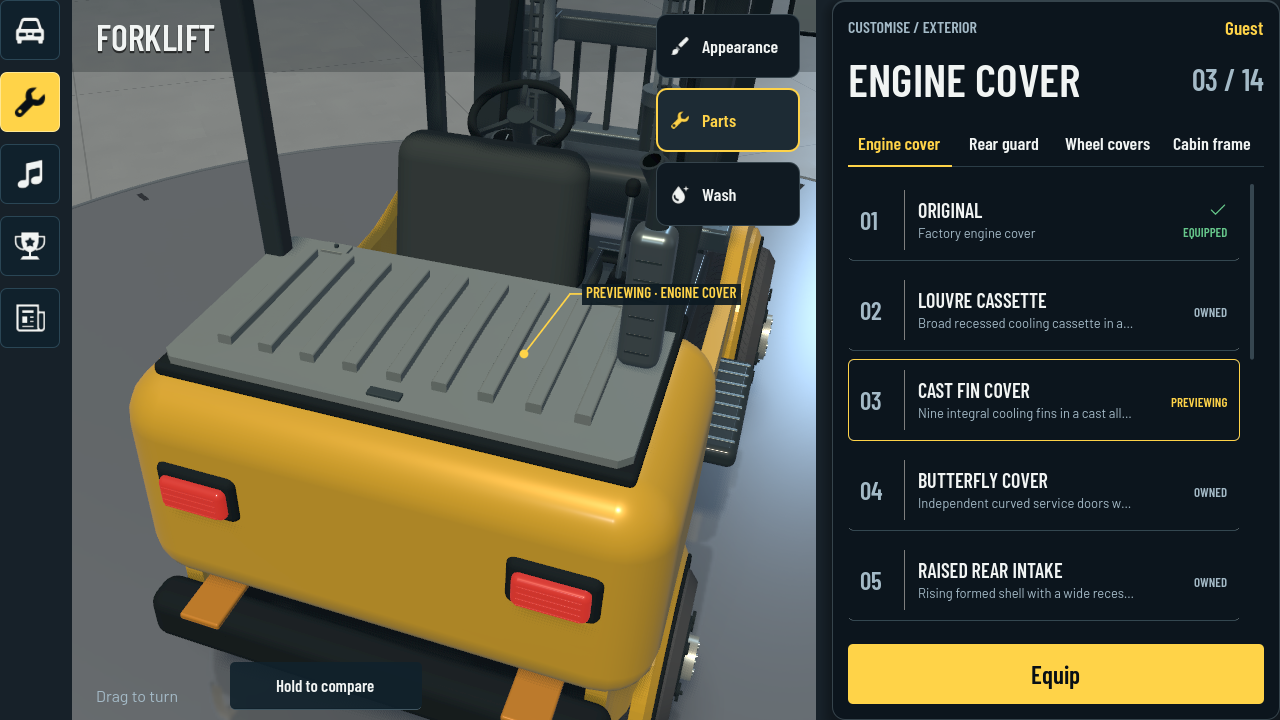 FORKLIFT
Appearance
Parts
Wash
PREVIEWING · ENGINE COVER
Hold to compare
Drag to turn
CUSTOMISE / EXTERIOR
Guest
ENGINE COVER
03 / 14
Engine cover
Rear guard
Wheel covers
Cabin frame
01
ORIGINAL
Factory engine cover
EQUIPPED
02
LOUVRE CASSETTE
Broad recessed cooling cassette in a...
OWNED
03
CAST FIN COVER
Nine integral cooling fins in a cast all...
PREVIEWING
04
BUTTERFLY COVER
Independent curved service doors w...
OWNED
05
RAISED REAR INTAKE
Rising formed shell with a wide reces...
OWNED
Equip